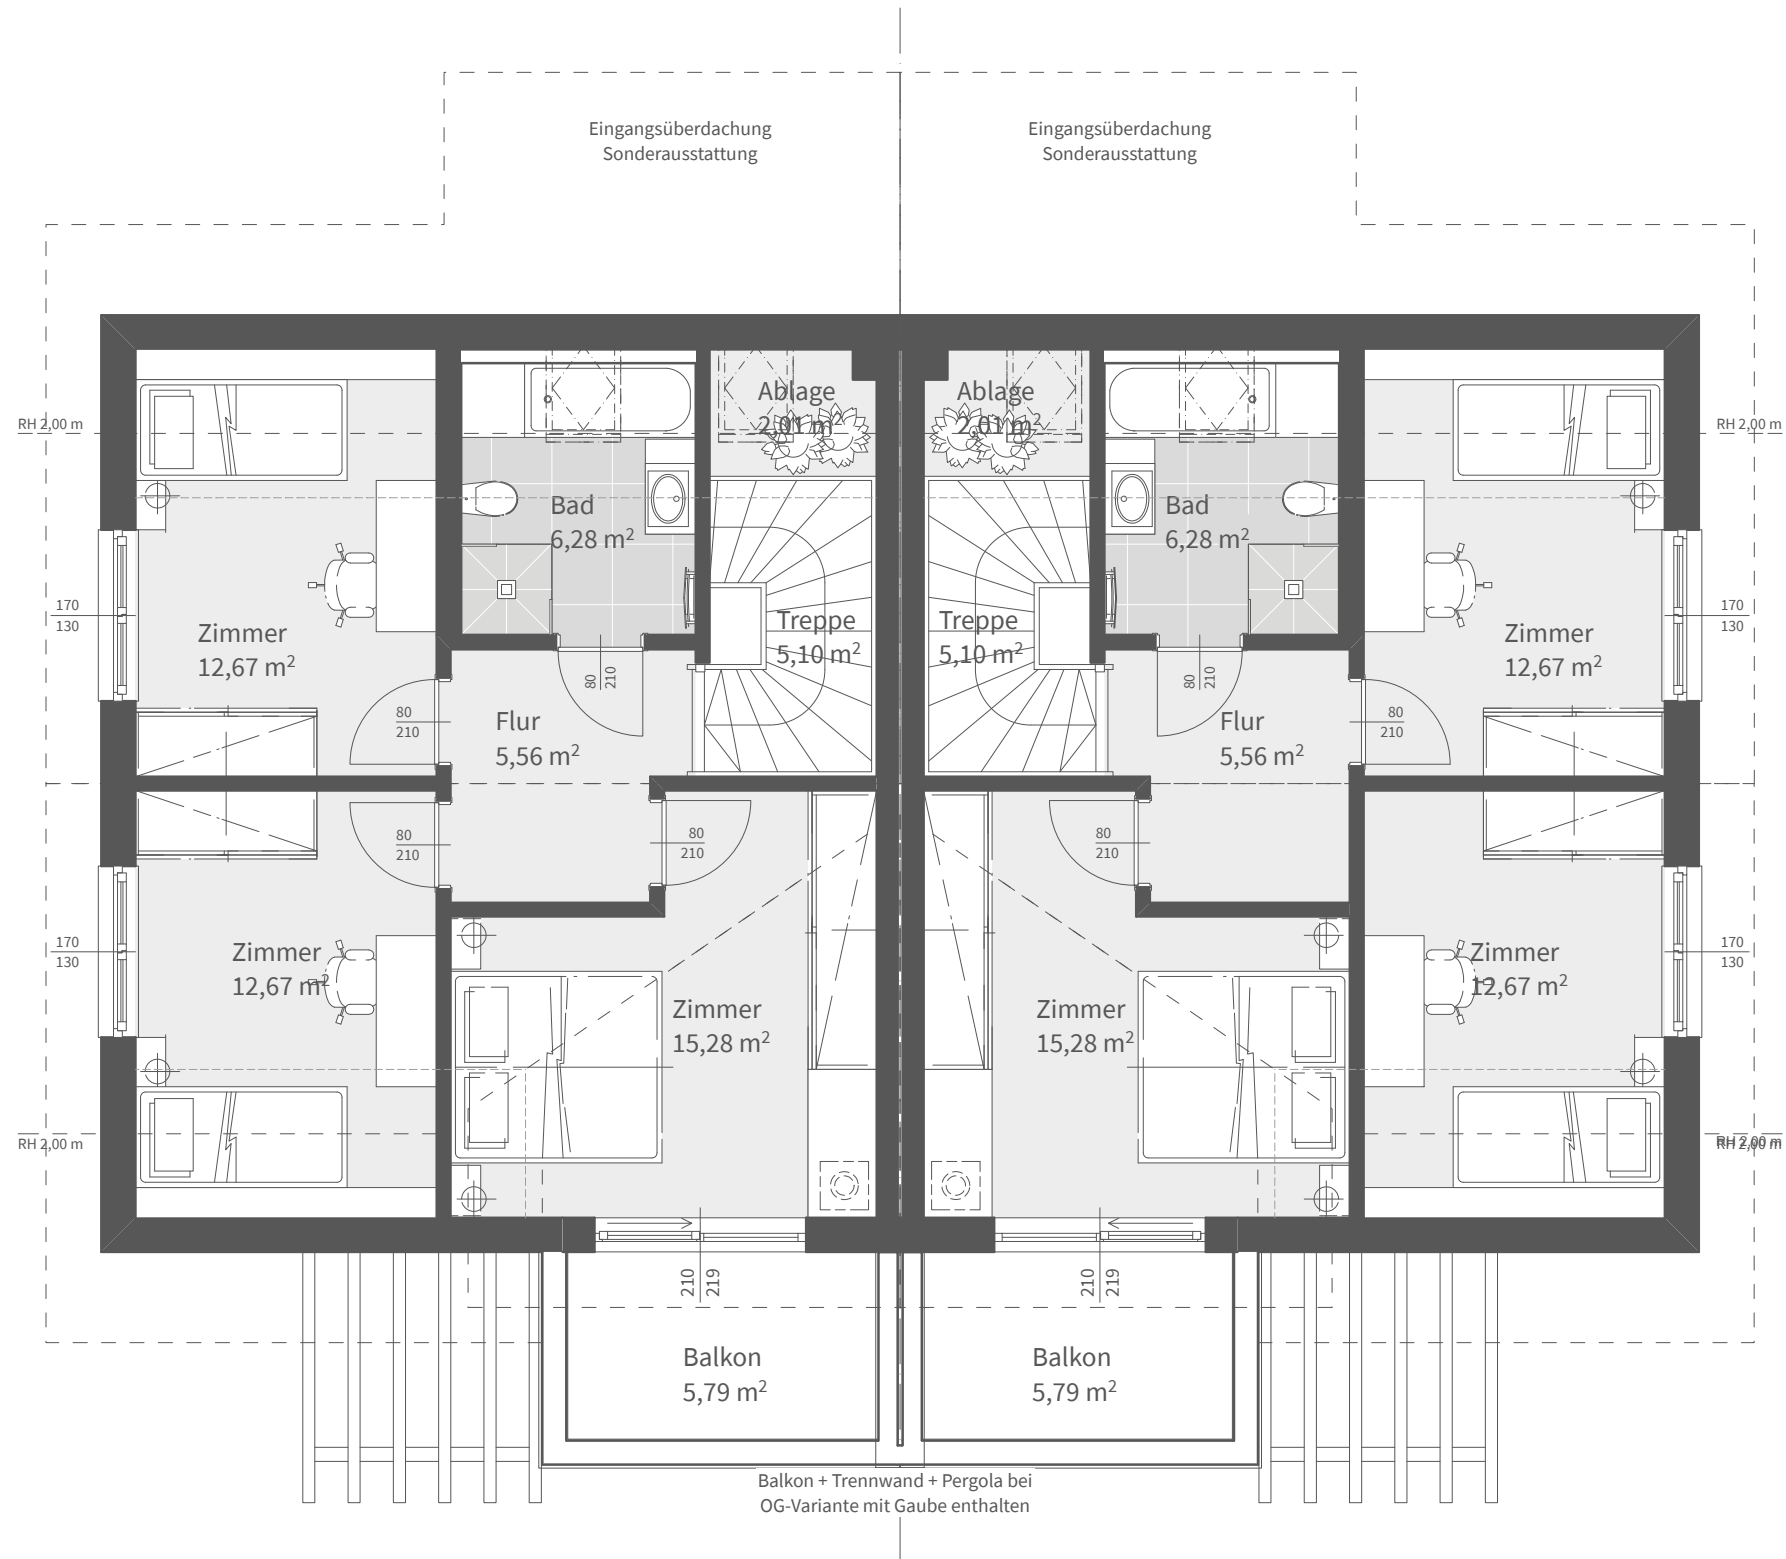 Eingangsüberdachung
Sonderausstattung
Eingangsüberdachung
Sonderausstattung
Ablage
2,01 m²
Ablage
2,01 m²
RH 2,00 m
RH 2,00 m
Bad
6,28 m²
Bad
6,28 m²
170
130
170
130
Zimmer
12,67 m²
Treppe
5,10 m²
Treppe
5,10 m²
Zimmer
12,67 m²
80
210
80
210
80
210
Flur
5,56 m²
Flur
5,56 m²
80
210
80
210
80
210
80
210
170
130
Zimmer
12,67 m²
Zimmer
12,67 m²
170
130
Zimmer
15,28 m²
Zimmer
15,28 m²
RH 2,00 m
RH 2,00 m
210
219
210
219
Balkon
5,79 m²
Balkon
5,79 m²
Balkon + Trennwand + Pergola bei
OG-Variante mit Gaube enthalten